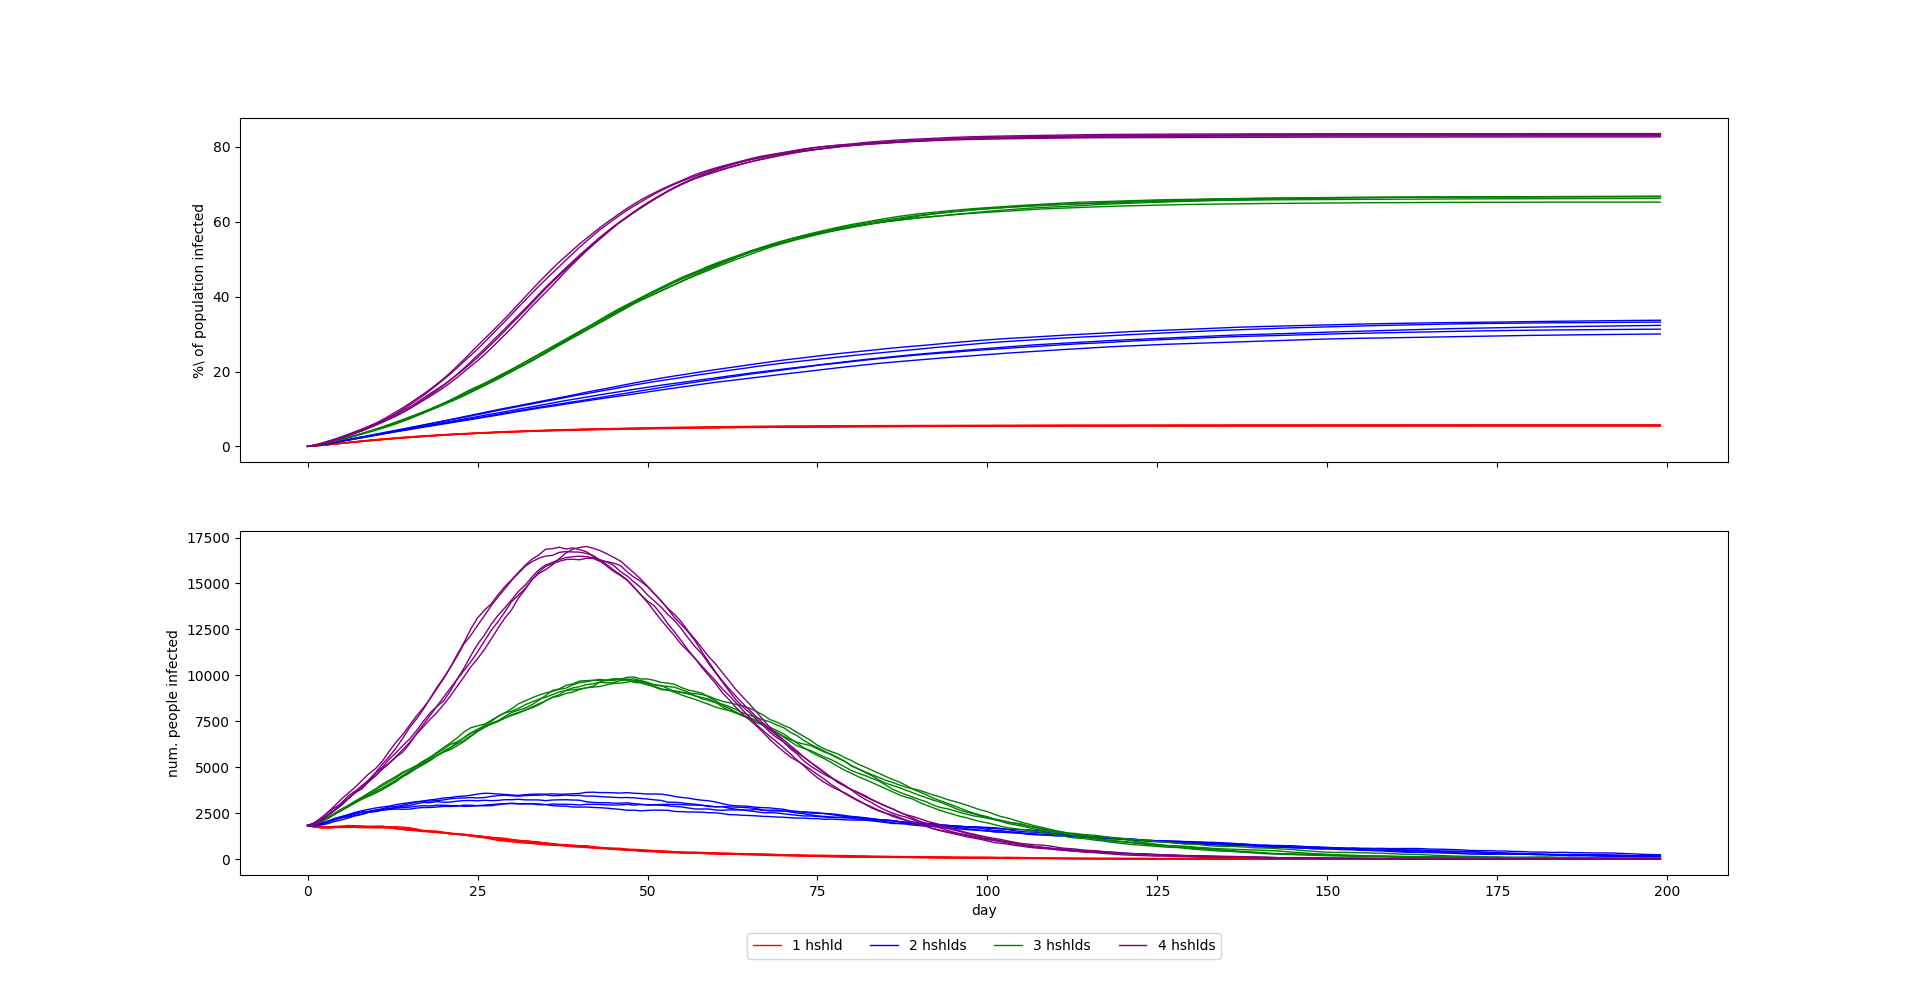 80
60
40
20
0
%\ of population infected
17500
15000
12500
10000
7500
5000
2500
0
num. people infected
0 25 50 75 100 125 150 175 200
day
1 hshld 2 hshlds 3 hshlds 4 hshlds